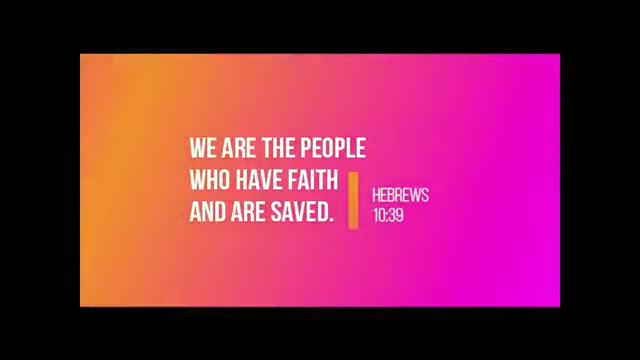 WE ARE THE PEOPLE
WHO HAVE FAITH
AND ARE SAVED.
HEBREWS
10:39